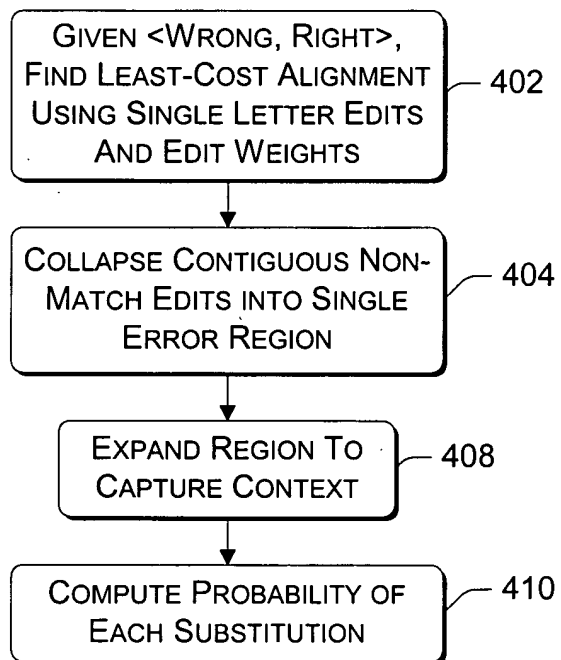 GIVEN <WRONG, RIGHT>,
FIND LEAST-COST ALIGNMENT
USING SINGLE LETTER EDITS
AND EDIT WEIGHTS
402
COLLAPSE CONTIGUOUS NON-
MATCH EDITS INTO SINGLE
ERROR REGION
404
EXPAND REGION TO
CAPTURE CONTEXT
408
COMPUTE PROBABILITY OF
EACH SUBSTITUTION
410